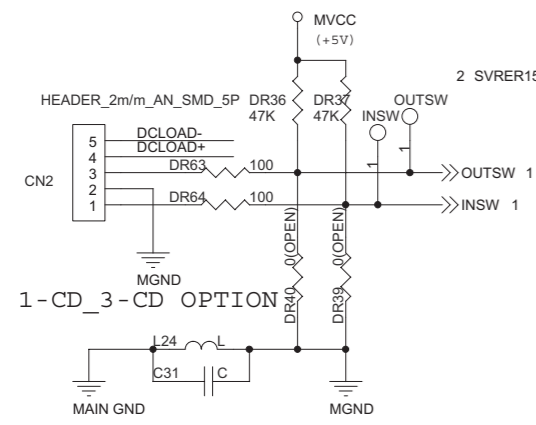 MVCC
(+5V)
2 SVRER15
HEADER_2m/m_AN_SMD_5P
DR36
47K
DR37
47K
INSW
OUTSW
CN2
5
4
3
2
1
DCLOAD-
DCLOAD+
DR63
100
DR64
100
1
1
OUTSW 1
INSW 1
MGND
1-CD_3-CD OPTION
DR40 0(OPEN)
DR39 0(OPEN)
L24
L
C31
C
MAIN GND
MGND